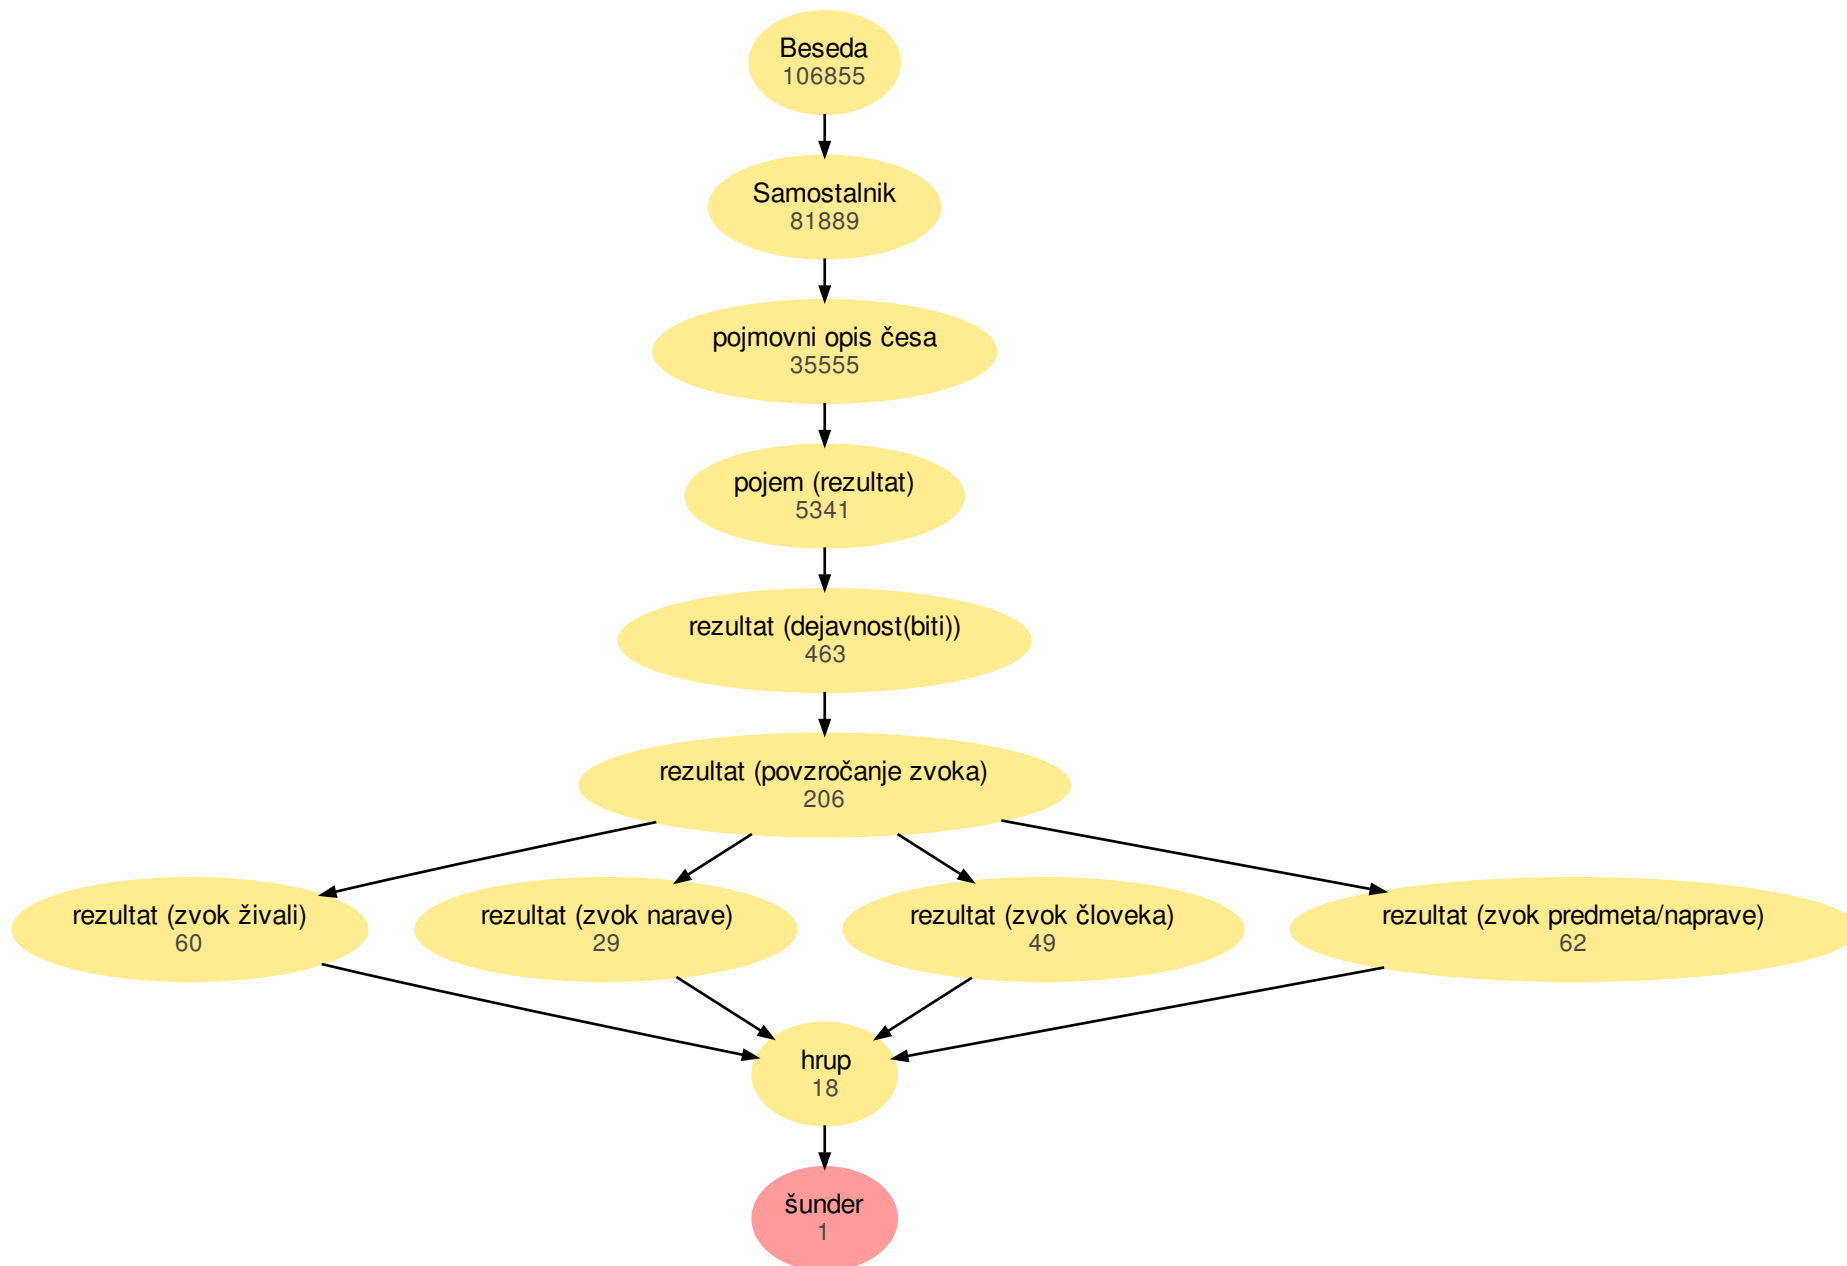 Beseda
106855
Samostalnik
81889
pojmovni opis česa
35555
pojem (rezultat)
5341
rezultat (dejavnost(biti))
463
rezultat (povzročanje zvoka)
206
rezultat (zvok živali)
60
rezultat (zvok narave)
29
rezultat (zvok človeka)
49
rezultat (zvok predmeta/naprave)
62
hrup
18
šunder
1